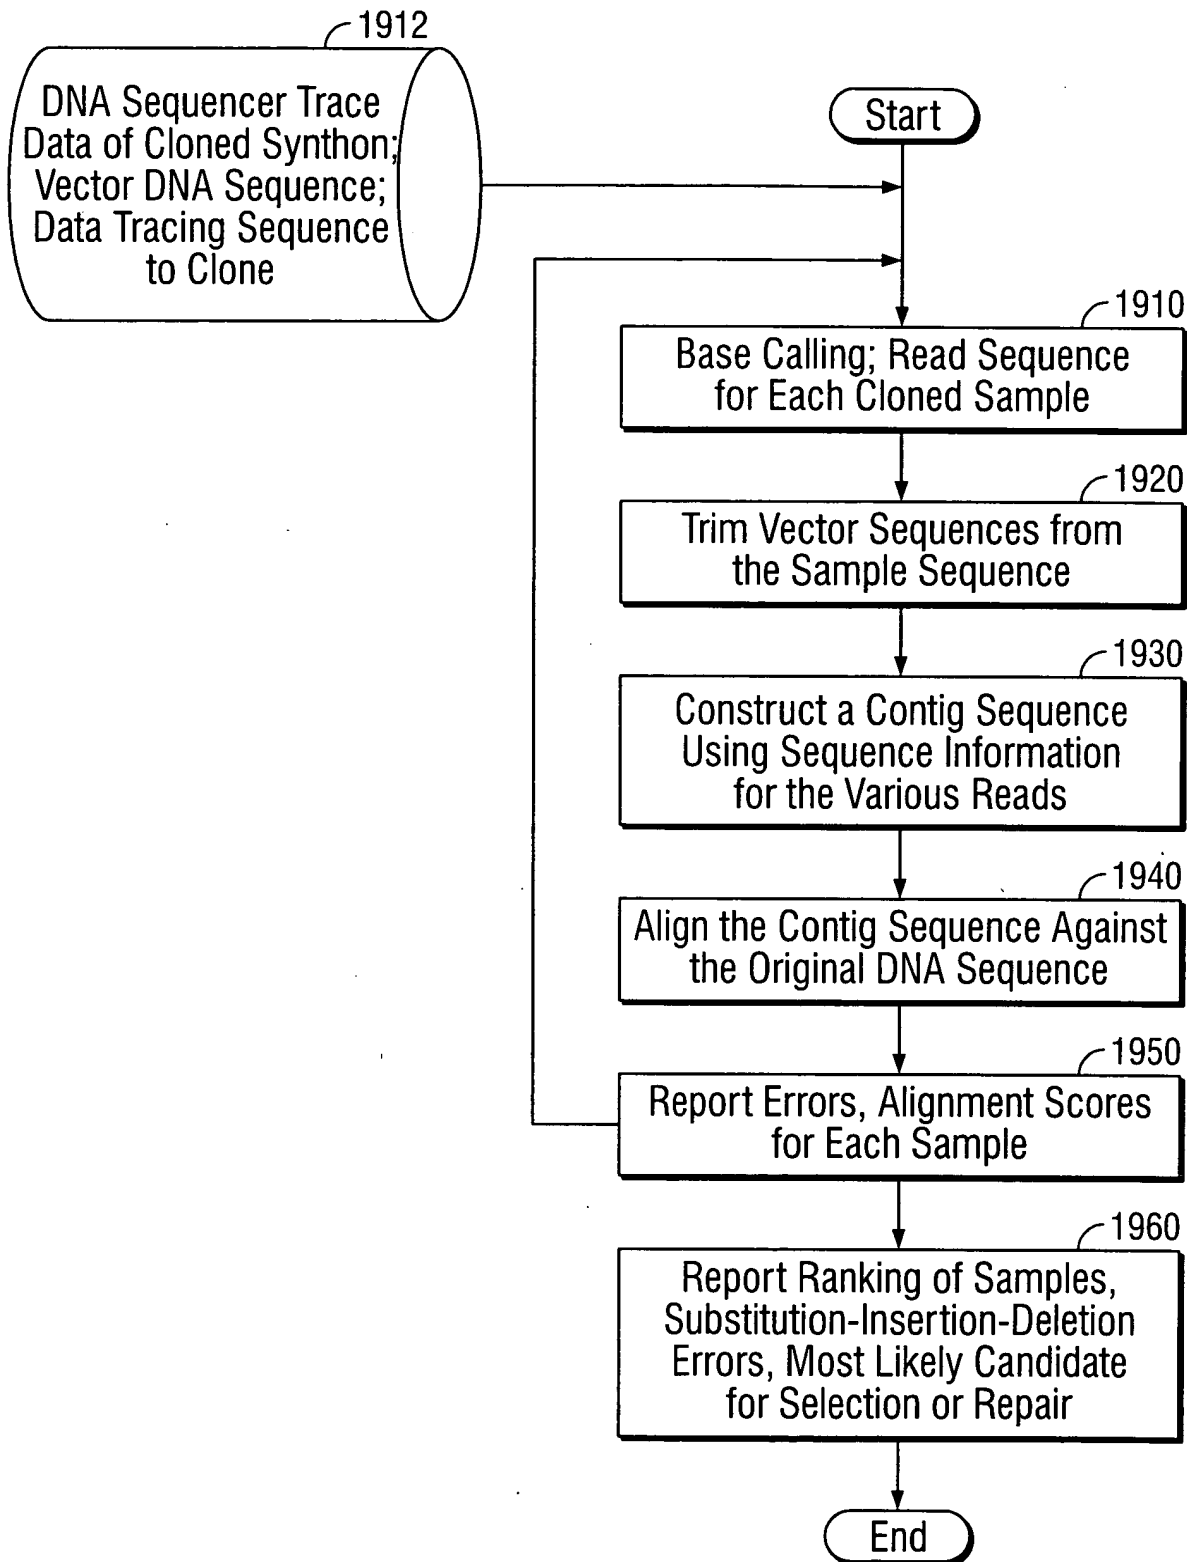 1912
DNA Sequencer Trace
Data of Cloned Synthon;
Vector DNA Sequence;
Data Tracing Sequence
to Clone
Start
1910
Base Calling; Read Sequence
for Each Cloned Sample
1920
Trim Vector Sequences from
the Sample Sequence
1930
Construct a Contig Sequence
Using Sequence Information
for the Various Reads
1940
Align the Contig Sequence Against
the Original DNA Sequence
1950
Report Errors, Alignment Scores
for Each Sample
1960
Report Ranking of Samples,
Substitution-Insertion-Deletion
Errors, Most Likely Candidate
for Selection or Repair
End